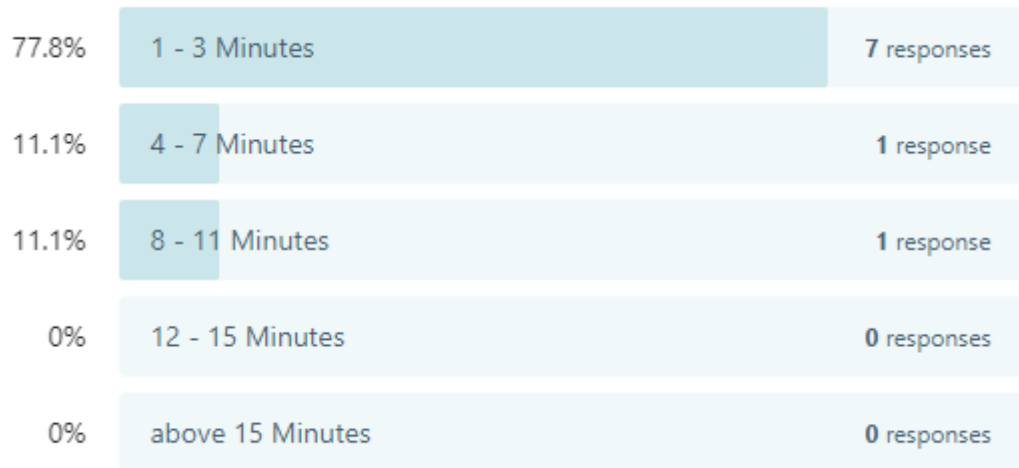 77.8% 1 - 3 Minutes 7 responses
11.1% 4 - 7 Minutes 1 response
11.1% 8 - 11 Minutes 1 response
0% 12 - 15 Minutes 0 responses
0% above 15 Minutes 0 responses